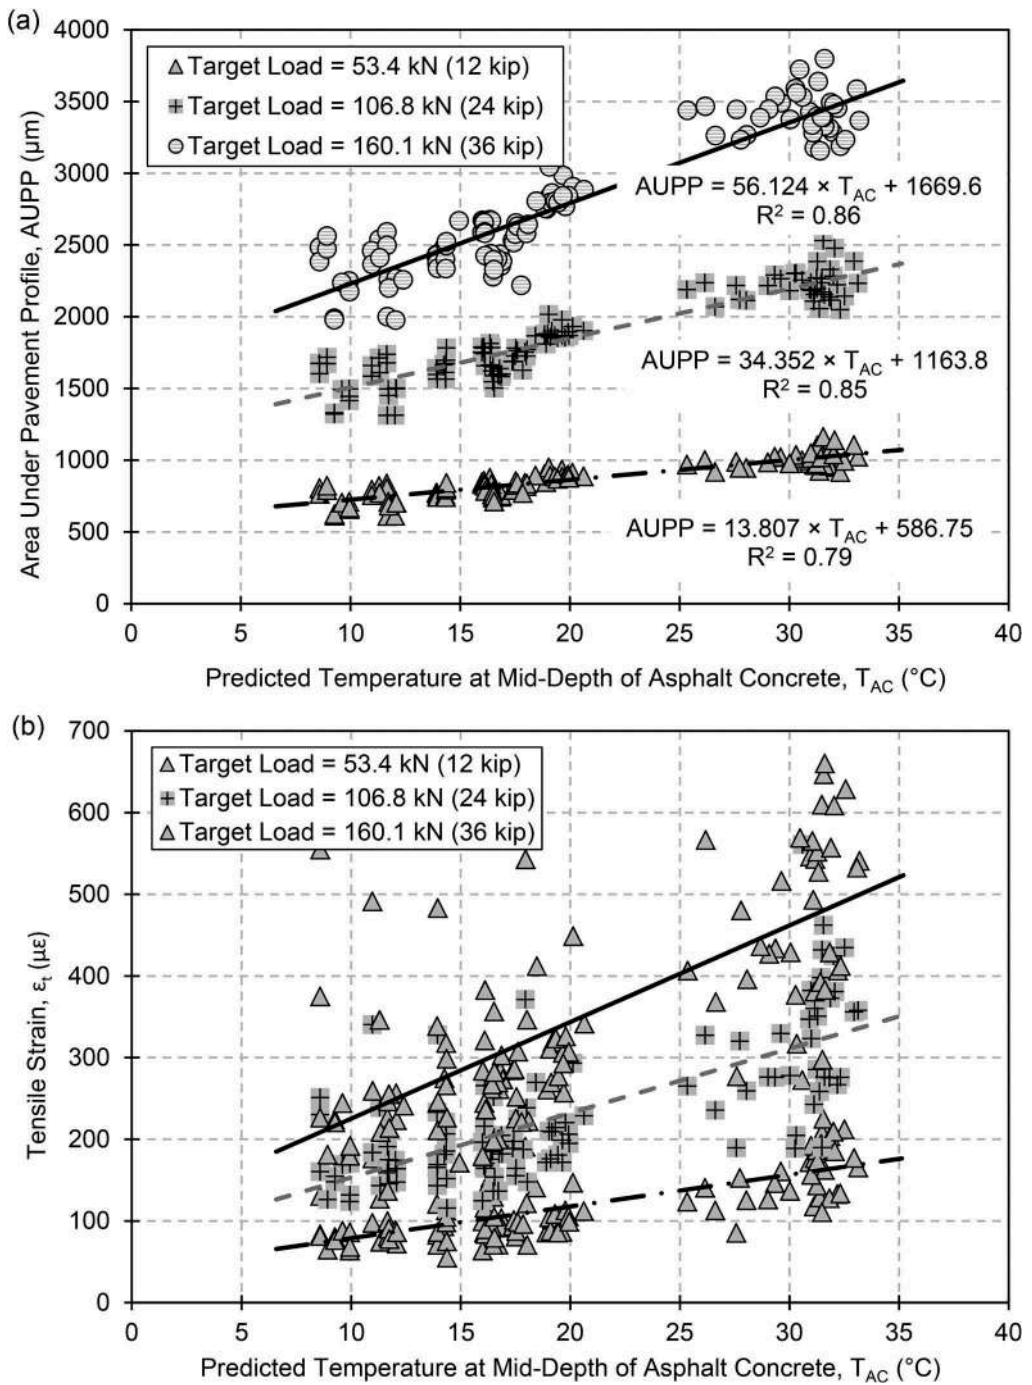 (a)
4000
3500
3000
2500
2000
1500
1000
500
0
Area Under Pavement Profile, AUPP (μm)
Target Load = 53.4 kN (12 kip)
Target Load = 106.8 kN (24 kip)
Target Load = 160.1 kN (36 kip)
AUPP = 56.124 × T_AC + 1669.6
R² = 0.86
AUPP = 34.352 × T_AC + 1163.8
R² = 0.85
AUPP = 13.807 × T_AC + 586.75
R² = 0.79
0 5 10 15 20 25 30 35 40
Predicted Temperature at Mid-Depth of Asphalt Concrete, T_AC (°C)
(b)
700
600
500
400
300
200
100
0
Tensile Strain, ε_t (με)
Target Load = 53.4 kN (12 kip)
Target Load = 106.8 kN (24 kip)
Target Load = 160.1 kN (36 kip)
0 5 10 15 20 25 30 35 40
Predicted Temperature at Mid-Depth of Asphalt Concrete, T_AC (°C)